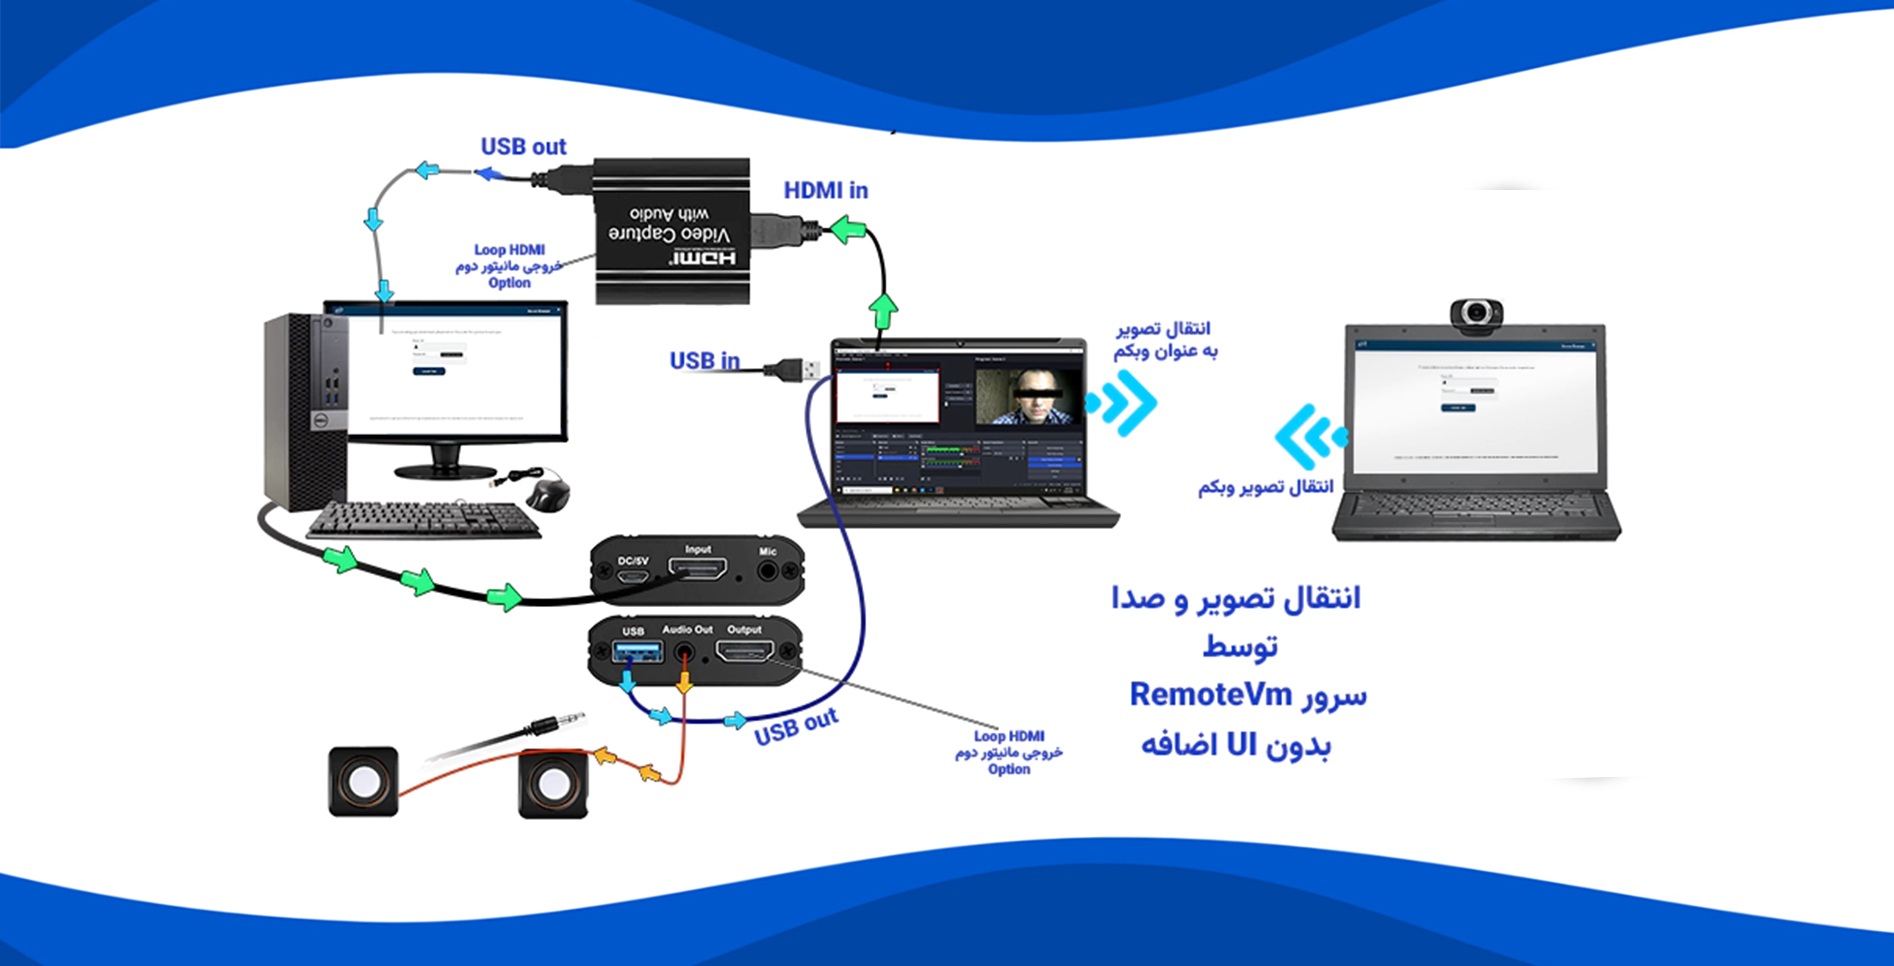 USB out
HDMI in
HDMI
Video Capture
with Audio
Loop HDMI
خروجی مانیتور دوم
Option
USB in
انتقال تصویر
به عنوان وبکم
انتقال تصویر وبکم
DC/5V
Input
Mic
USB
Audio Out
Output
USB out
Loop HDMI
خروجی مانیتور دوم
Option
انتقال تصویر و صدا
توسط
سرور RemoteVm
بدون UI اضافه